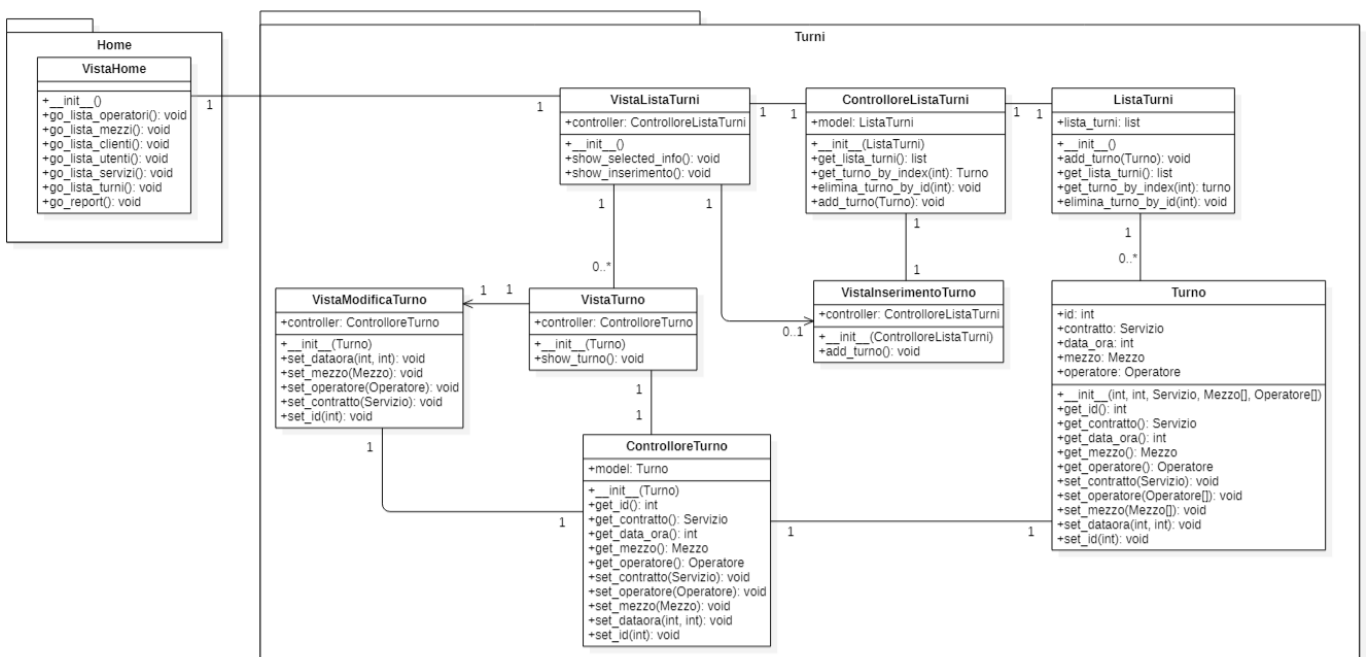 Home
VistaHome
+__init__()
+go_lista_operatori(): void
+go_lista_mezzi(): void
+go_lista_clienti(): void
+go_lista_utenti(): void
+go_lista_servizi(): void
+go_lista_turni(): void
+go_report(): void
1
1
Turni
VistaListaTurni
+controller: ControlloreListaTurni
+__init__()
+show_selected_info(): void
+show_inserimento(): void
1
1
ControlloreListaTurni
+model: ListaTurni
+__init__(ListaTurni)
+get_lista_turni(): list
+get_turno_by_index(int): Turno
+elimina_turno_by_id(int): void
+add_turno(Turno): void
1
1
ListaTurni
+lista_turni: list
+__init__()
+add_turno(Turno): void
+get_lista_turni(): list
+get_turno_by_index(int): turno
+elimina_turno_by_id(int): void
1
0..*
1
0..1
1
1
1
0..*
VistaModificaTurno
+controller: ControlloreTurno
+__init__(Turno)
+set_dataora(int, int): void
+set_mezzo(Mezzo): void
+set_operatore(Operatore): void
+set_contratto(Servizio): void
+set_id(int): void
1
1
VistaTurno
+controller: ControlloreTurno
+__init__(Turno)
+show_turno(): void
VistaInserimentoTurno
+controller: ControlloreListaTurni
+__init__(ControlloreListaTurni)
+add_turno(): void
Turno
+id: int
+contratto: Servizio
+data_ora: int
+mezzo: Mezzo
+operatore: Operatore
+__init__(int, int, Servizio, Mezzo[], Operatore[])
+get_id(): int
+get_contratto(): Servizio
+get_data_ora(): int
+get_mezzo(): Mezzo
+get_operatore(): Operatore
+set_contratto(Servizio): void
+set_operatore(Operatore[]): void
+set_mezzo(Mezzo[]): void
+set_dataora(int, int): void
+set_id(int): void
1
1
1
1
ControlloreTurno
+model: Turno
+__init__(Turno)
+get_id(): int
+get_contratto(): Servizio
+get_data_ora(): int
+get_mezzo(): Mezzo
+get_operatore(): Operatore
+set_contratto(Servizio): void
+set_operatore(Operatore): void
+set_mezzo(Mezzo): void
+set_dataora(int, int): void
+set_id(int): void
1
1